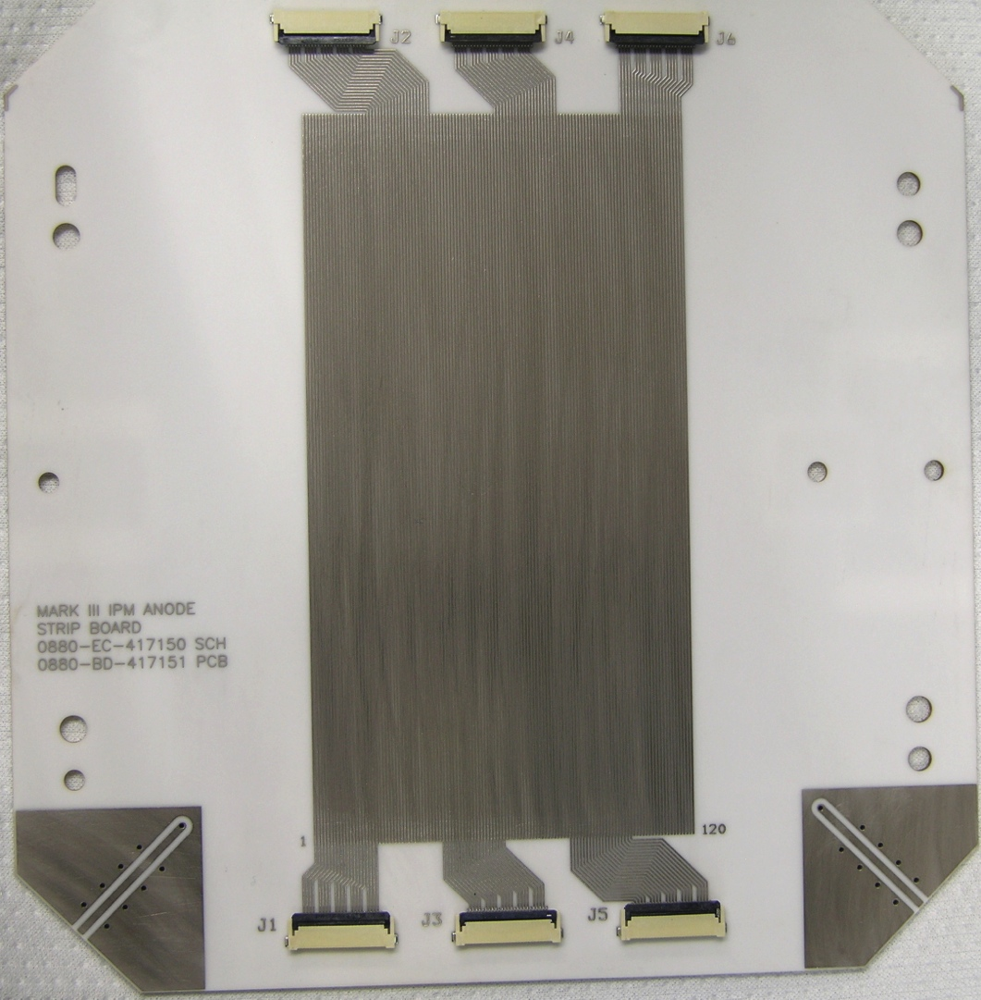 J2
J4
J6
MARK III IPM ANODE
STRIP BOARD
0880-EC-417150 SCH
0880-BD-417151 PCB
1
120
J1
J3
J5